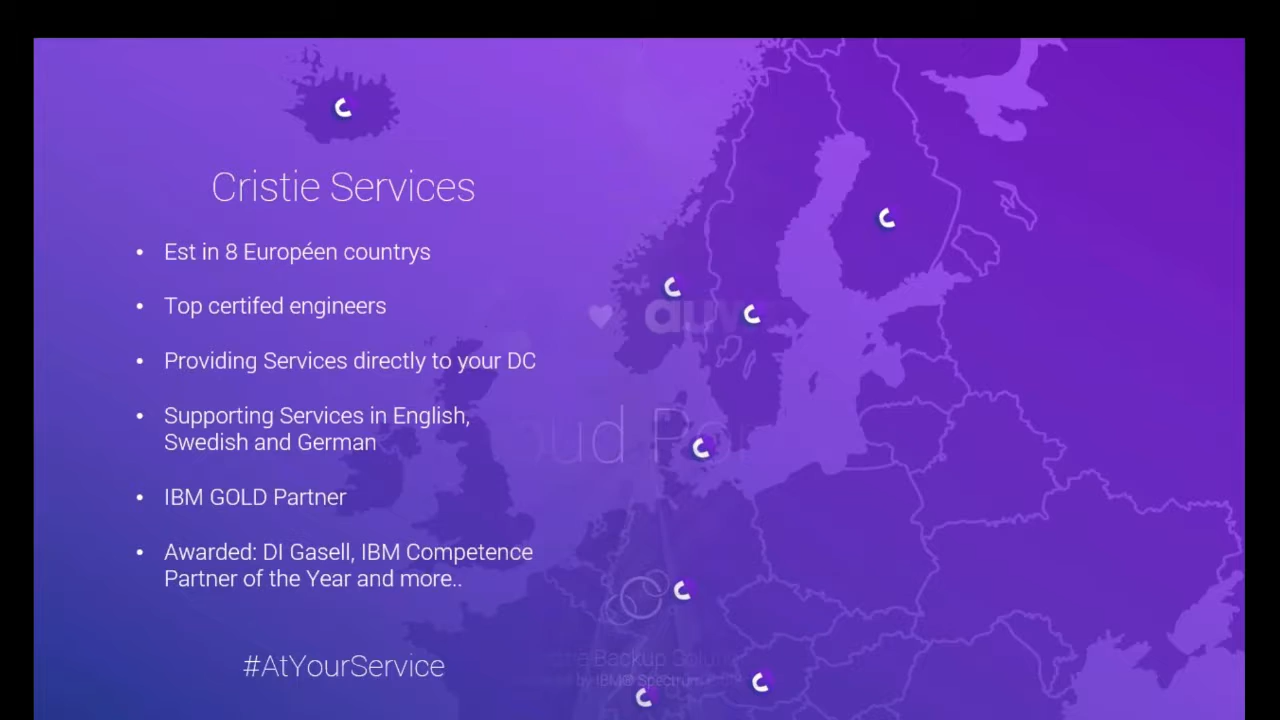 Cristie Services
• Est in 8 Européen countrys
• Top certifed engineers
• Providing Services directly to your DC
• Supporting Services in English,
Swedish and German
• IBM GOLD Partner
• Awarded: DI Gasell, IBM Competence
Partner of the Year and more..
#AtYourService